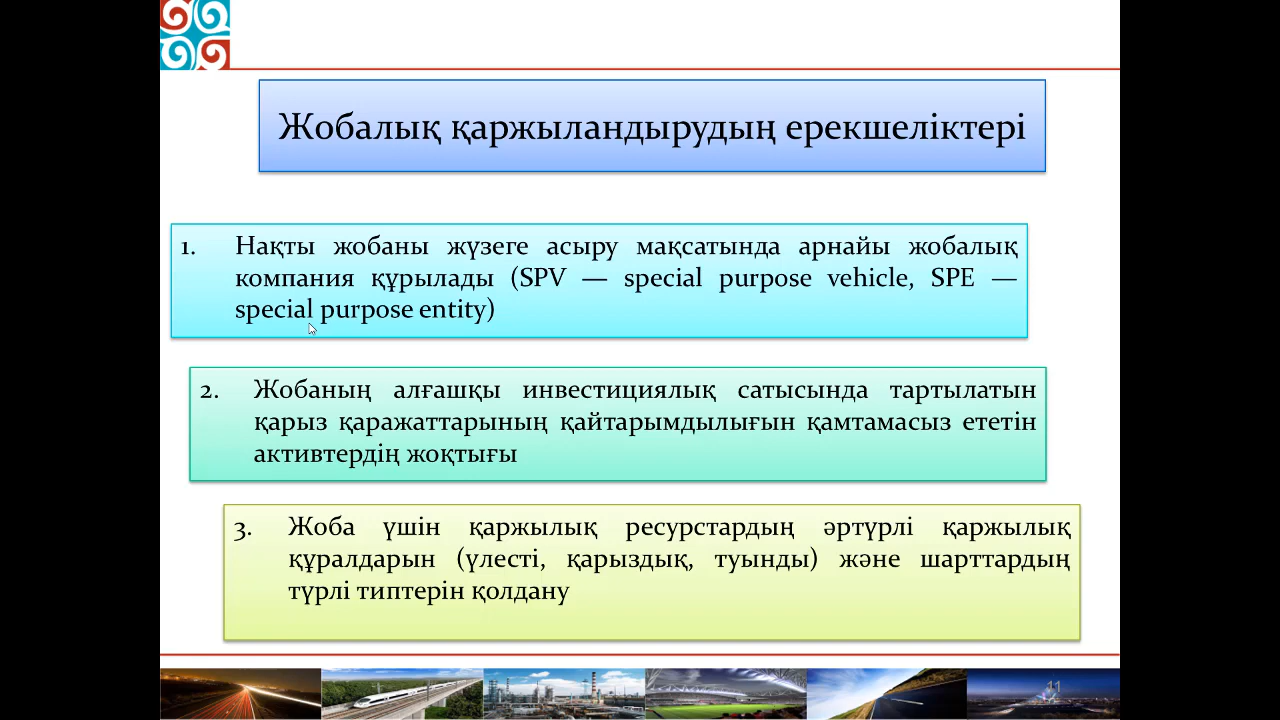 Жобалық қаржыландырудың ерекшеліктері
1. Нақты жобаны жүзеге асыру мақсатында арнайы жобалық
компания құрылады (SPV — special purpose vehicle, SPE —
special purpose entity)
2. Жобаның алғашқы инвестициялық сатысында тартылатын
қарыз қаражаттарының қайтарымдылығын қамтамасыз ететін
активтердің жоқтығы
3. Жоба үшін қаржылық ресурстардың әртүрлі қаржылық
құралдарын (үлесті, қарыздық, туынды) және шарттардың
түрлі типтерін қолдану